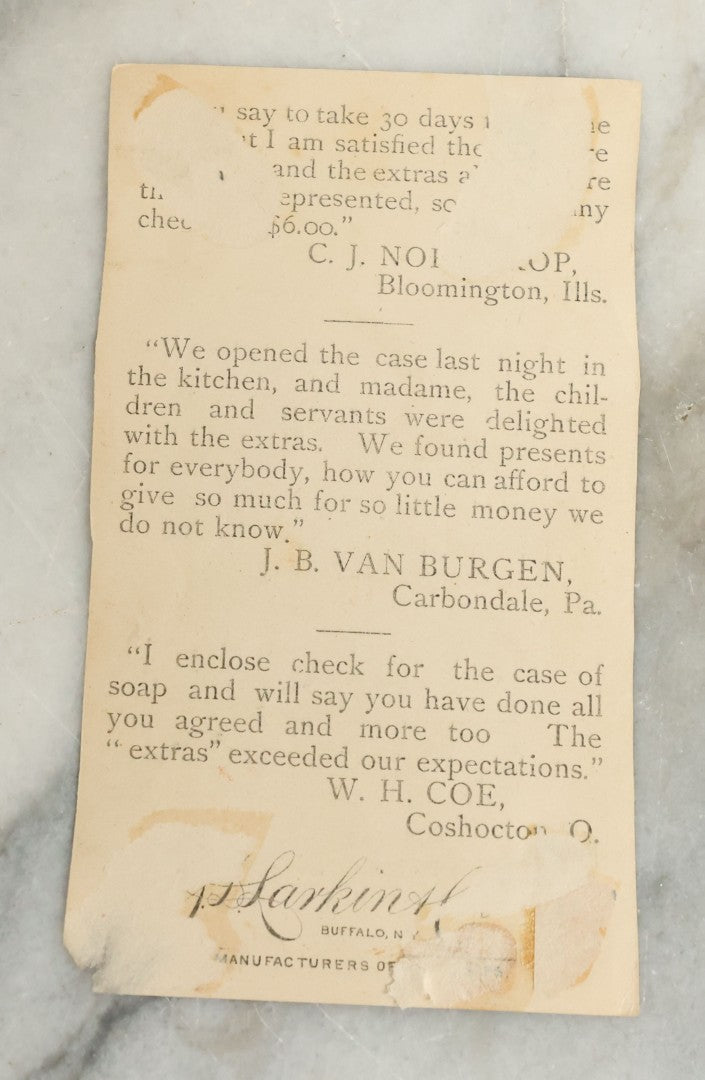 say to take 30 days
I am satisfied
and the extras
$6.00."
C. J.
Bloomington, Ills.
"We opened the case last night in
the kitchen, and madame, the chil-
dren and servants were delighted
with the extras. We found presents
for everybody, how you can afford to
give so much for so little money we
do not know."
J. B. VAN BURGEN,
Carbondale, Pa.
"I enclose check for the case of
soap and will say you have done all
you agreed and more too The
"extras" exceeded our expectations."
W. H. COE,
Coshocton O.
Larkin
BUFFALO, N
MANUFACTURERS OF